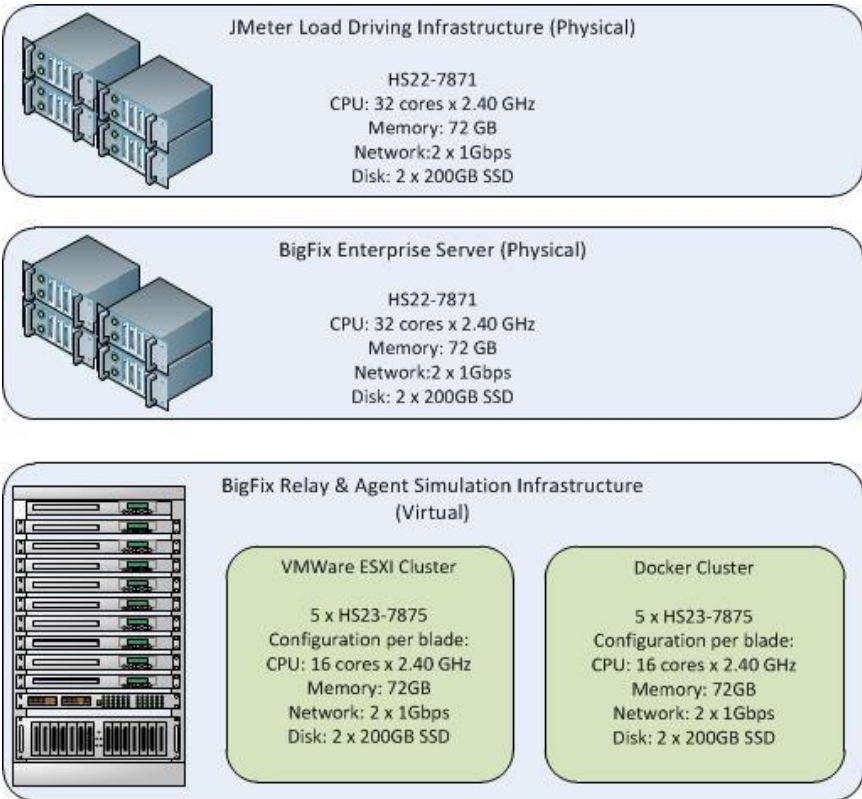 JMeter Load Driving Infrastructure (Physical)
HS22-7871
CPU: 32 cores x 2.40 GHz
Memory: 72 GB
Network:2 x 1Gbps
Disk: 2 x 200GB SSD
BigFix Enterprise Server (Physical)
HS22-7871
CPU: 32 cores x 2.40 GHz
Memory: 72 GB
Network:2 x 1Gbps
Disk: 2 x 200GB SSD
BigFix Relay & Agent Simulation Infrastructure
(Virtual)
VMWare ESXI Cluster
5 x HS23-7875
Configuration per blade:
CPU: 16 cores x 2.40 GHz
Memory: 72GB
Network: 2 x 1Gbps
Disk: 2 x 200GB SSD
Docker Cluster
5 x HS23-7875
Configuration per blade:
CPU: 16 cores x 2.40 GHz
Memory: 72GB
Network: 2 x 1Gbps
Disk: 2 x 200GB SSD